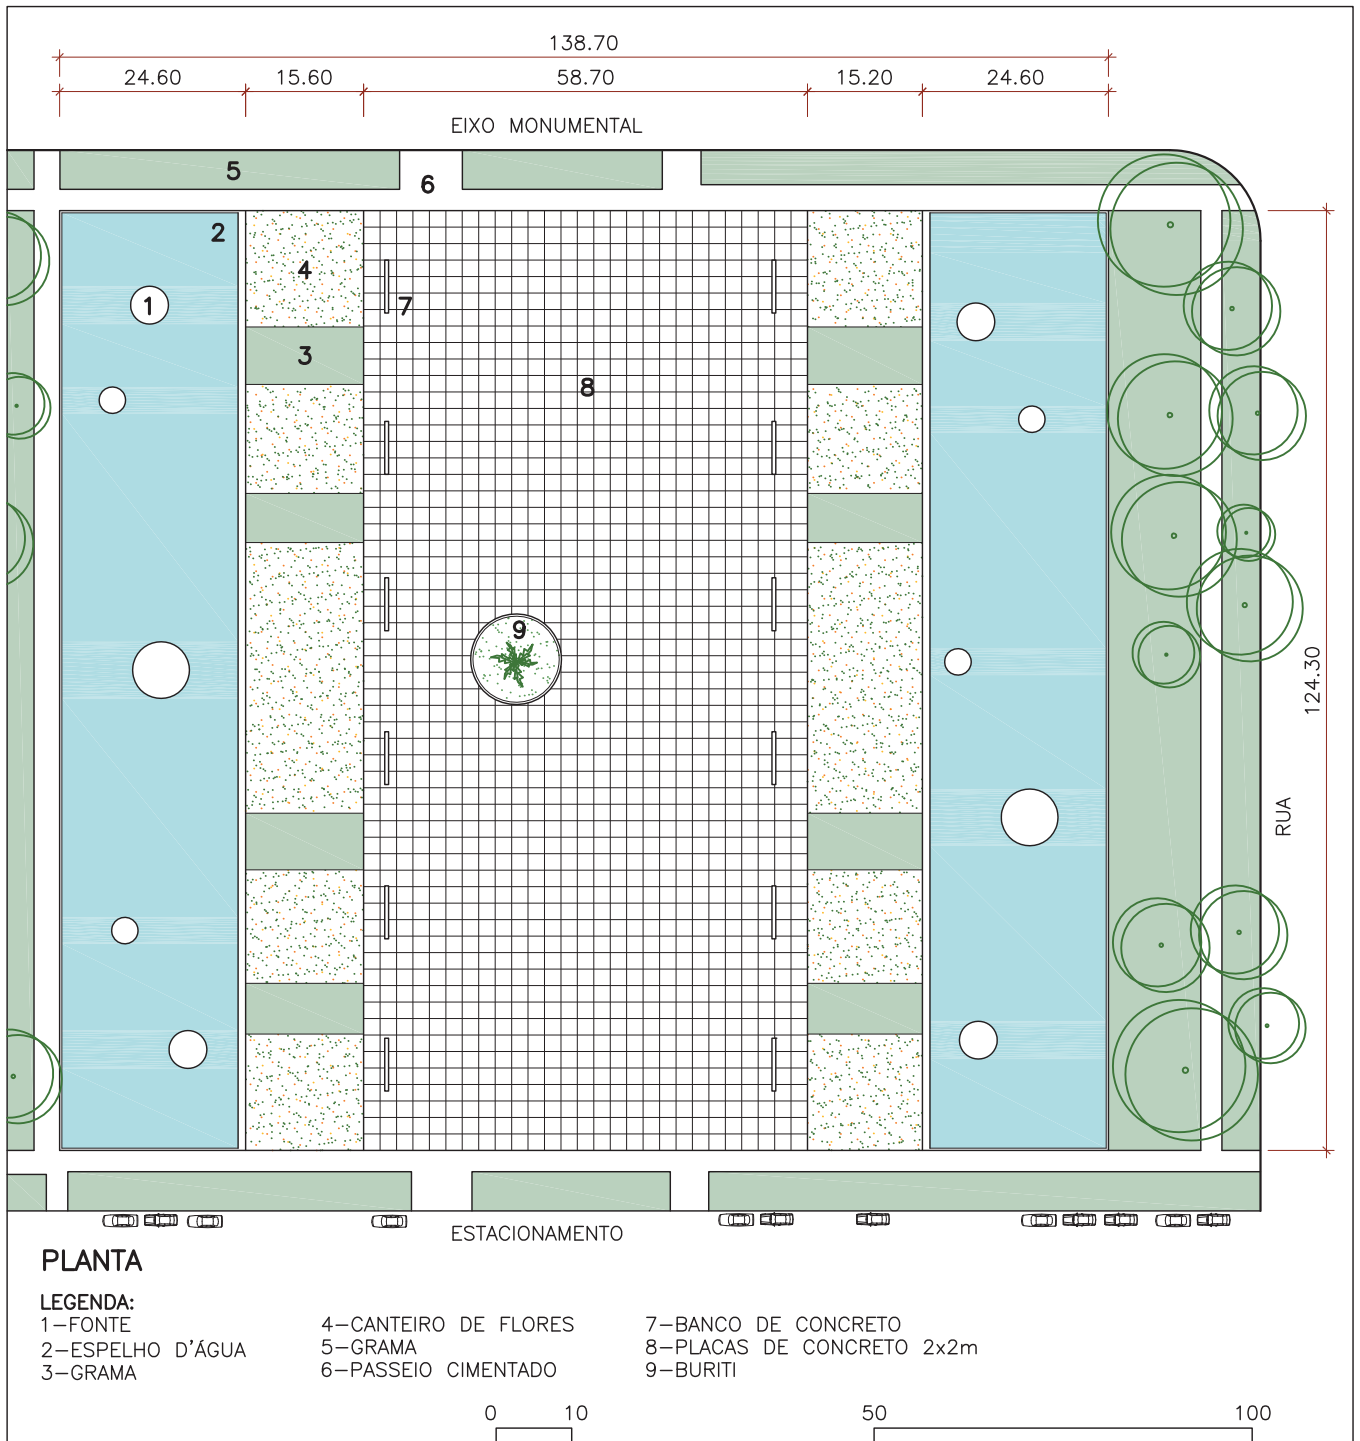 138.70
24.60 15.60 58.70 15.20 24.60
EIXO MONUMENTAL
5
6
2
4
1
7
3
8
9
124.30
RUA
ESTACIONAMENTO
PLANTA
LEGENDA:
1-FONTE
2-ESPELHO D'ÁGUA
3-GRAMA
4-CANTEIRO DE FLORES
5-GRAMA
6-PASSEIO CIMENTADO
7-BANCO DE CONCRETO
8-PLACAS DE CONCRETO 2x2m
9-BURITI
0 10 50 100